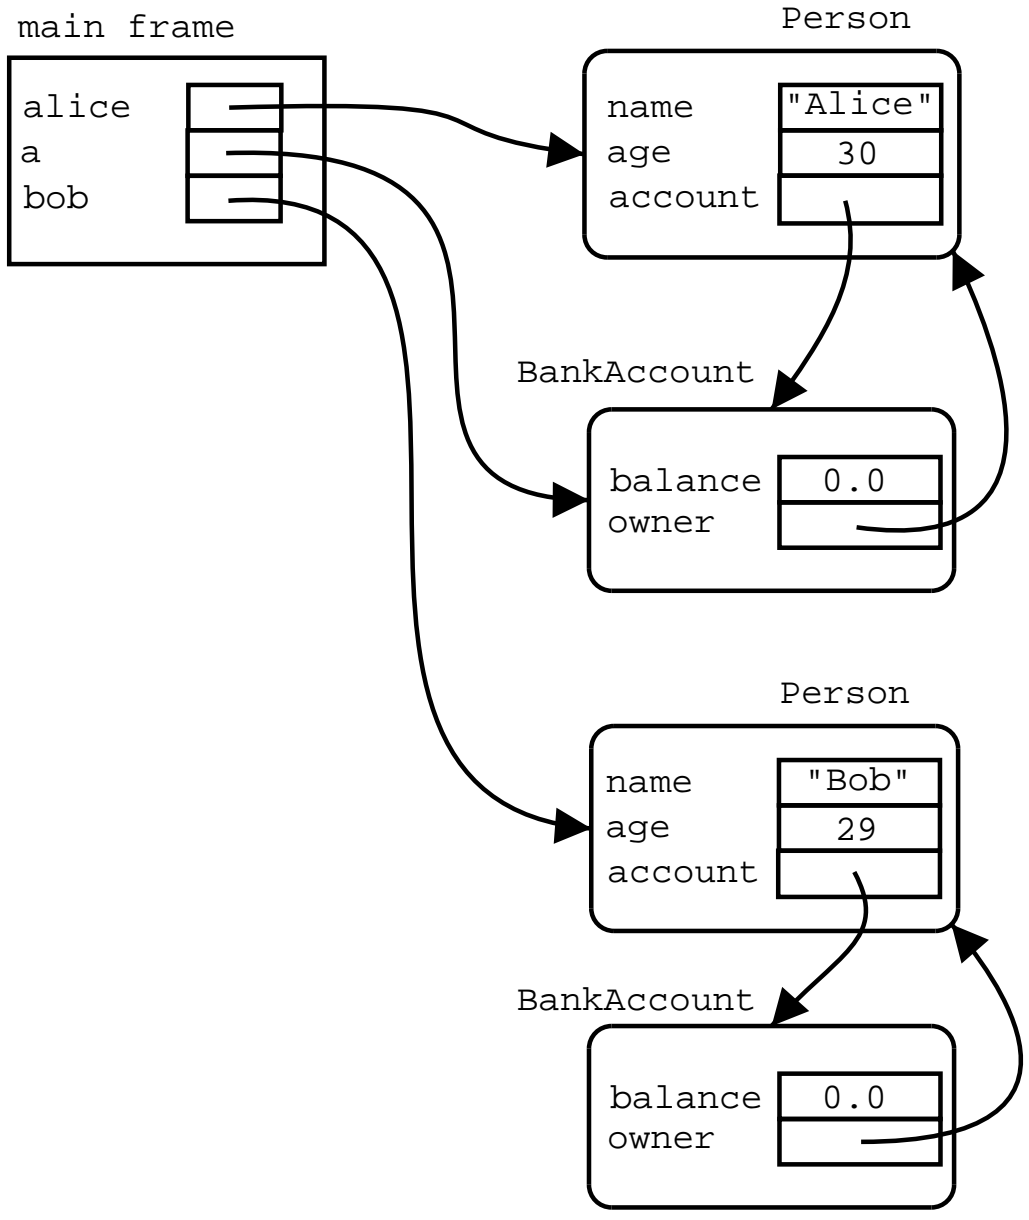 main frame
alice
a
bob
Person
name "Alice"
age 30
account
BankAccount
balance 0.0
owner
Person
name "Bob"
age 29
account
BankAccount
balance 0.0
owner